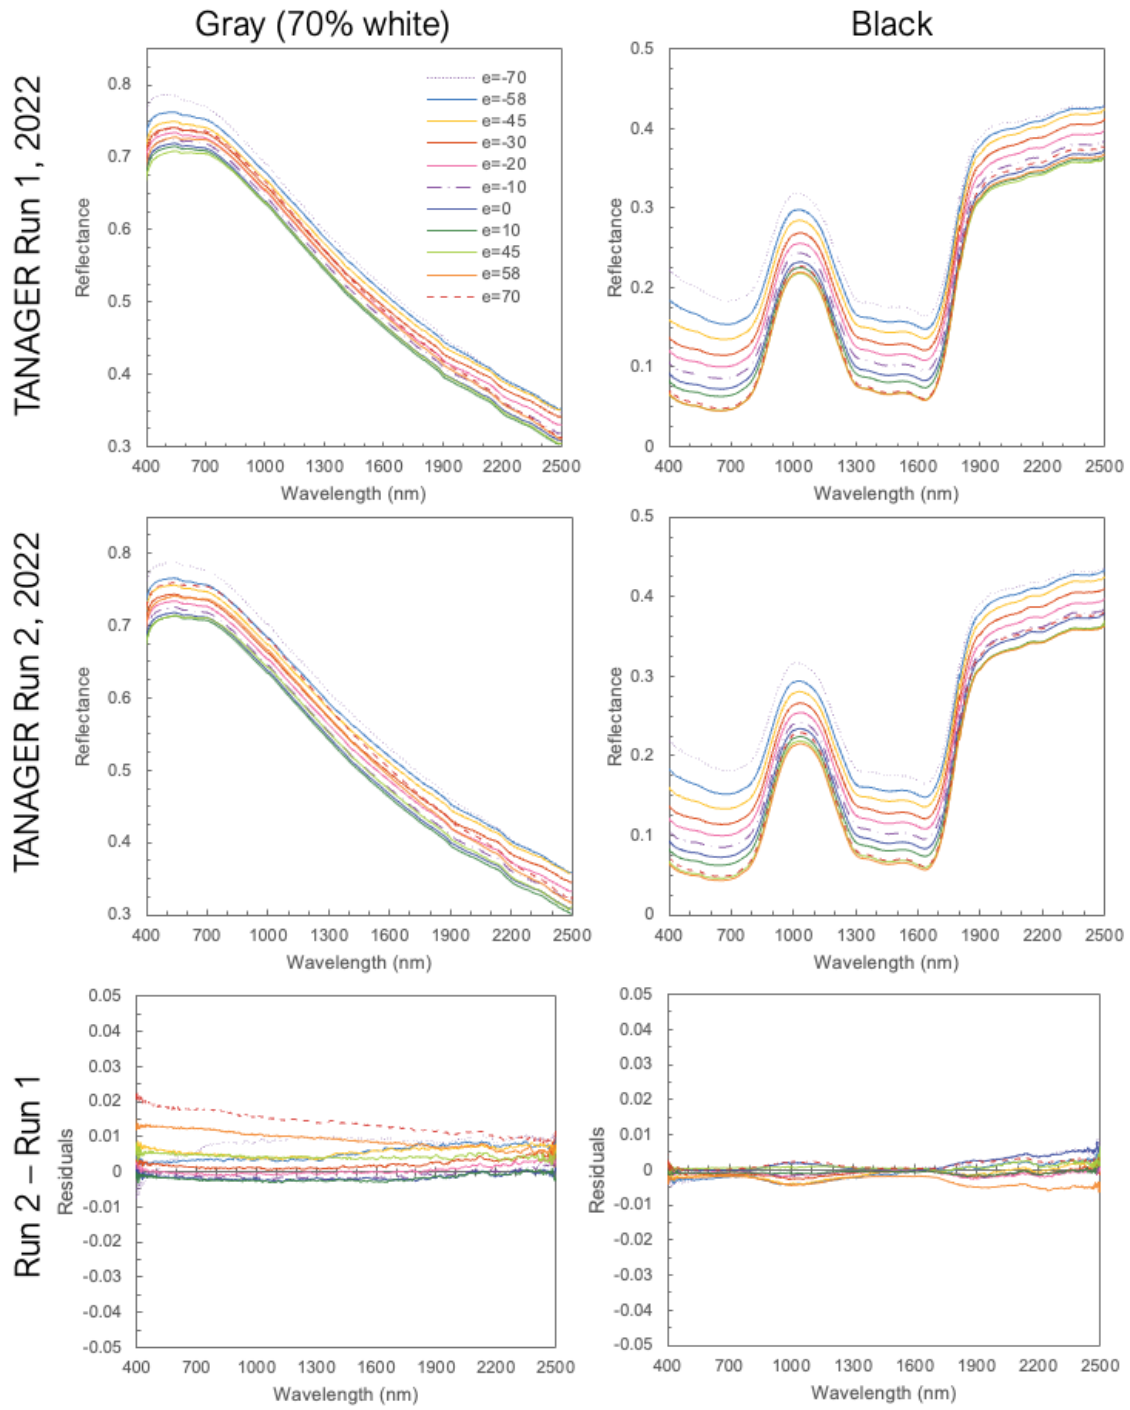 Gray (70% white)
Black
TANAGER Run 1, 2022
Reflectance
0.8
0.7
0.6
0.5
0.4
0.3
e=-70
e=-58
e=-45
e=-30
e=-20
e=-10
e=0
e=10
e=45
e=58
e=70
400 700 1000 1300 1600 1900 2200 2500
Wavelength (nm)
Reflectance
0.5
0.4
0.3
0.2
0.1
0
400 700 1000 1300 1600 1900 2200 2500
Wavelength (nm)
TANAGER Run 2, 2022
Reflectance
0.8
0.7
0.6
0.5
0.4
0.3
400 700 1000 1300 1600 1900 2200 2500
Wavelength (nm)
Reflectance
0.5
0.4
0.3
0.2
0.1
0
400 700 1000 1300 1600 1900 2200 2500
Wavelength (nm)
Run 2 – Run 1
Residuals
0.05
0.04
0.03
0.02
0.01
0
-0.01
-0.02
-0.03
-0.04
-0.05
400 700 1000 1300 1600 1900 2200 2500
Wavelength (nm)
Residuals
0.05
0.04
0.03
0.02
0.01
0
-0.01
-0.02
-0.03
-0.04
-0.05
400 700 1000 1300 1600 1900 2200 2500
Wavelength (nm)